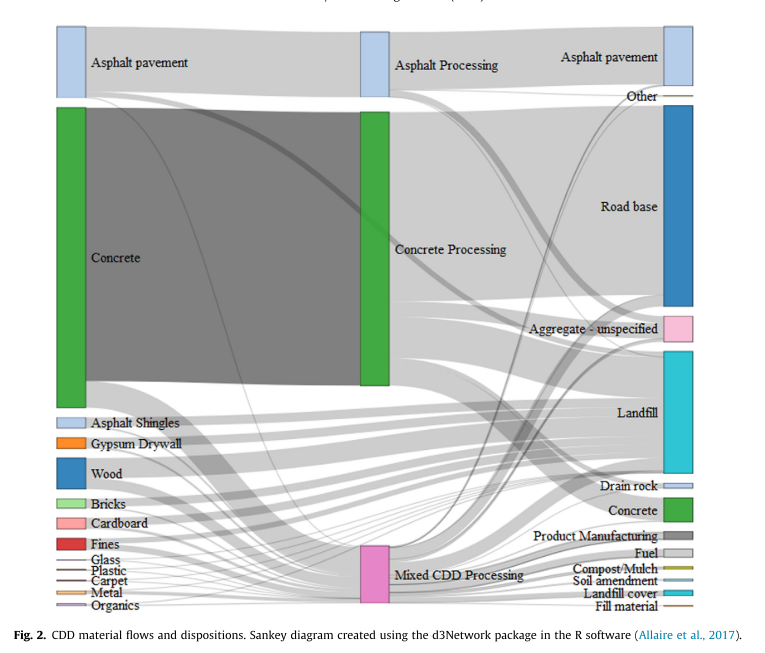 Asphalt pavement
Asphalt Processing
Asphalt pavement
Other
Road base
Concrete
Concrete Processing
Aggregate - unspecified
Landfill
Asphalt Shingles
Gypsum Drywall
Wood
Drain rock
Bricks
Concrete
Cardboard
Product Manufacturing
Fines
Fuel
Glass
Plastic
Mixed CDD Processing
Compost/Mulch
Carpet
Soil amendment
Metal
Landfill cover
Organics
Fill material
Fig. 2. CDD material flows and dispositions. Sankey diagram created using the d3Network package in the R software (Allaire et al., 2017).